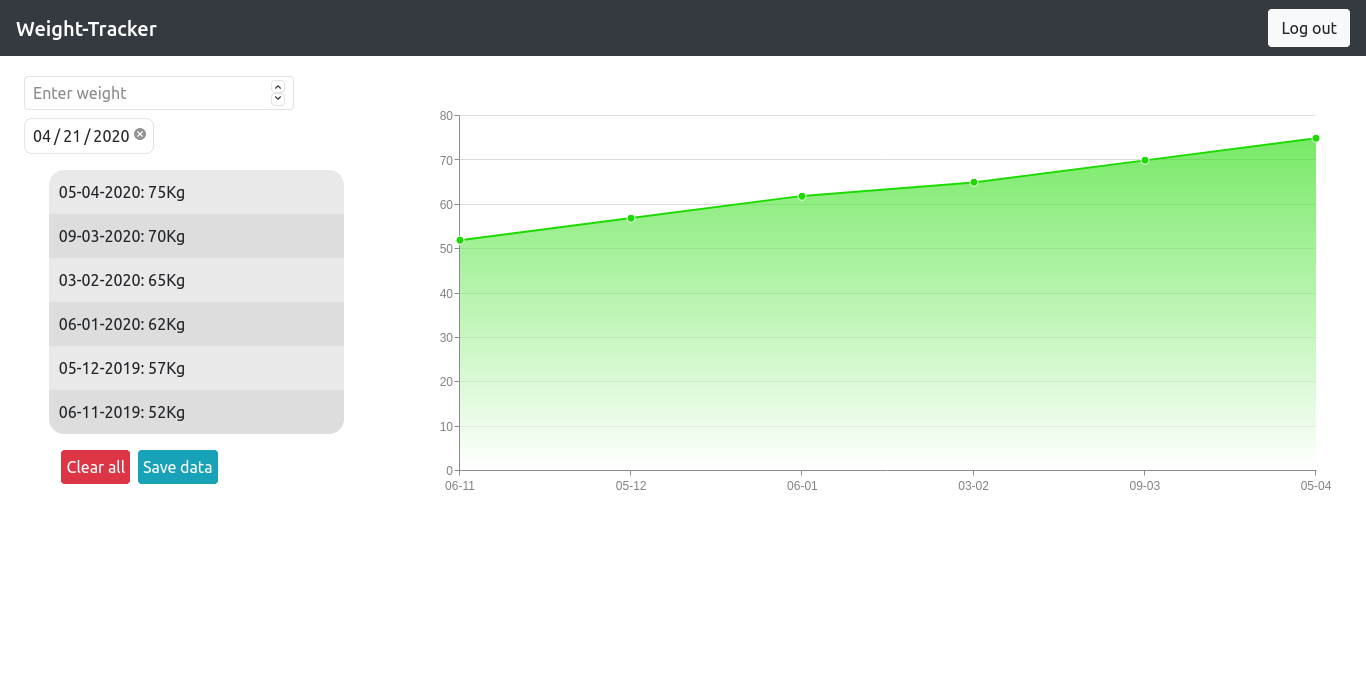 Weight-Tracker
Log out
Enter weight
04 / 21 / 2020
05-04-2020: 75Kg
09-03-2020: 70Kg
03-02-2020: 65Kg
06-01-2020: 62Kg
05-12-2019: 57Kg
06-11-2019: 52Kg
Clear all
Save data
80
70
60
50
40
30
20
10
0
06-11
05-12
06-01
03-02
09-03
05-04